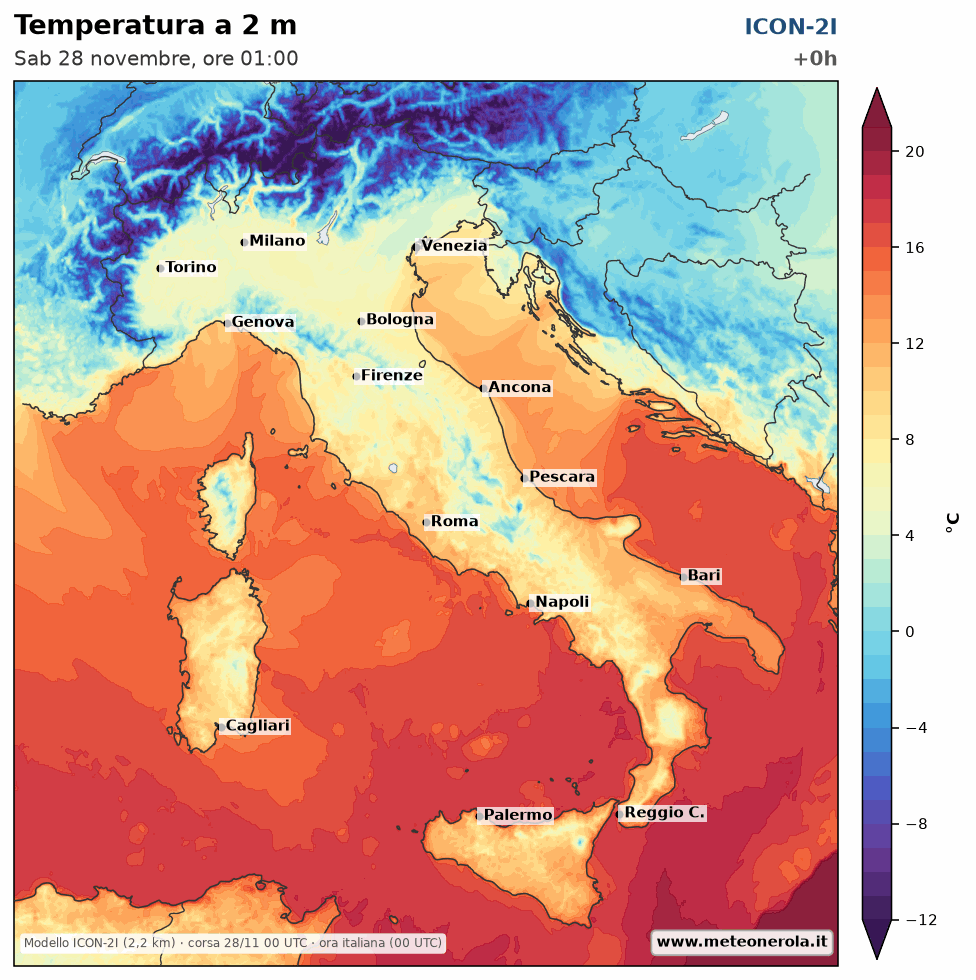 Temperatura a 2 m
ICON-2I
Sab 28 novembre, ore 01:00
+0h
Milano
Venezia
Torino
Genova
Bologna
Firenze
Ancona
Pescara
Roma
Bari
Napoli
Cagliari
Palermo
Reggio C.
20
16
12
8
4
0
−4
−8
−12
°C
Modello ICON-2I (2,2 km) · corsa 28/11 00 UTC · ora italiana (00 UTC)
www.meteonerola.it